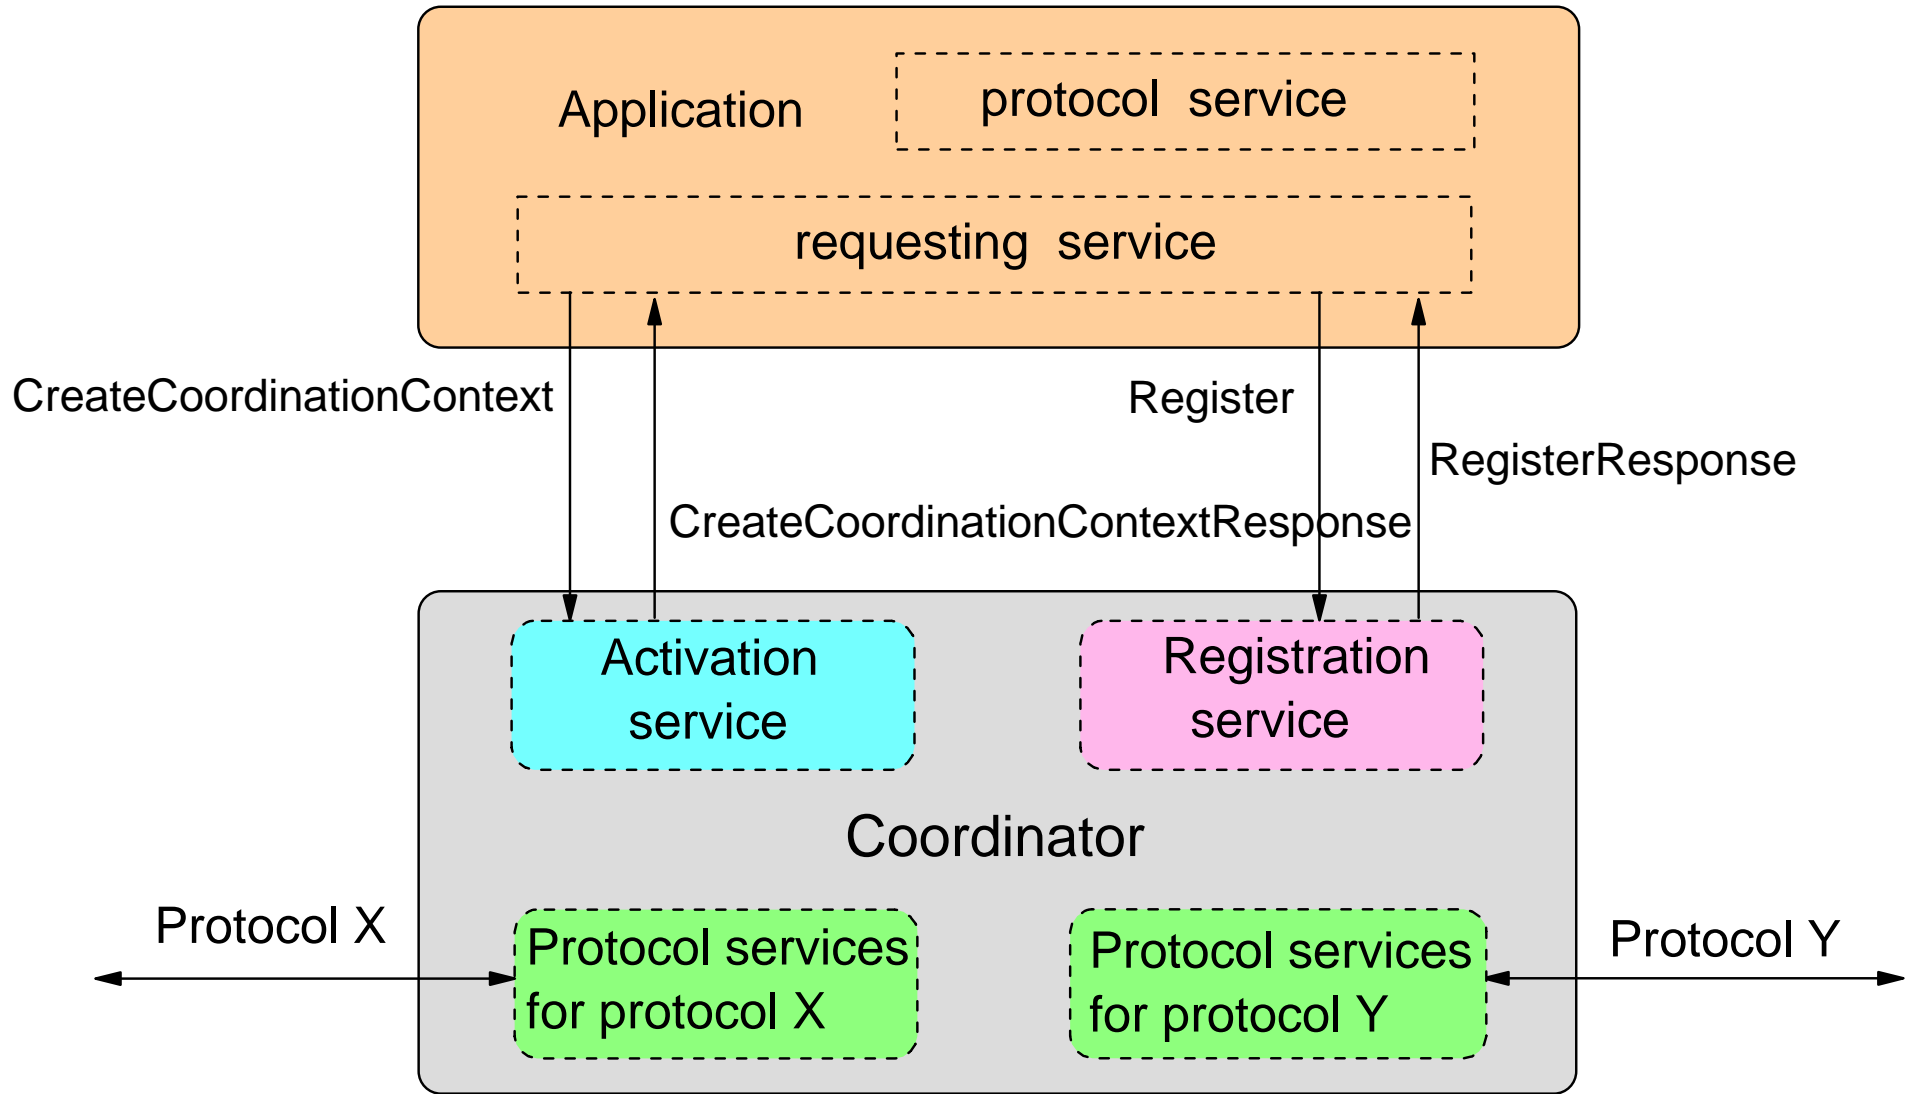 Application
protocol service
requesting service
CreateCoordinationContext
Register
RegisterResponse
CreateCoordinationContextResponse
Activation
service
Registration
service
Coordinator
Protocol X
Protocol services
for protocol X
Protocol services
for protocol Y
Protocol Y